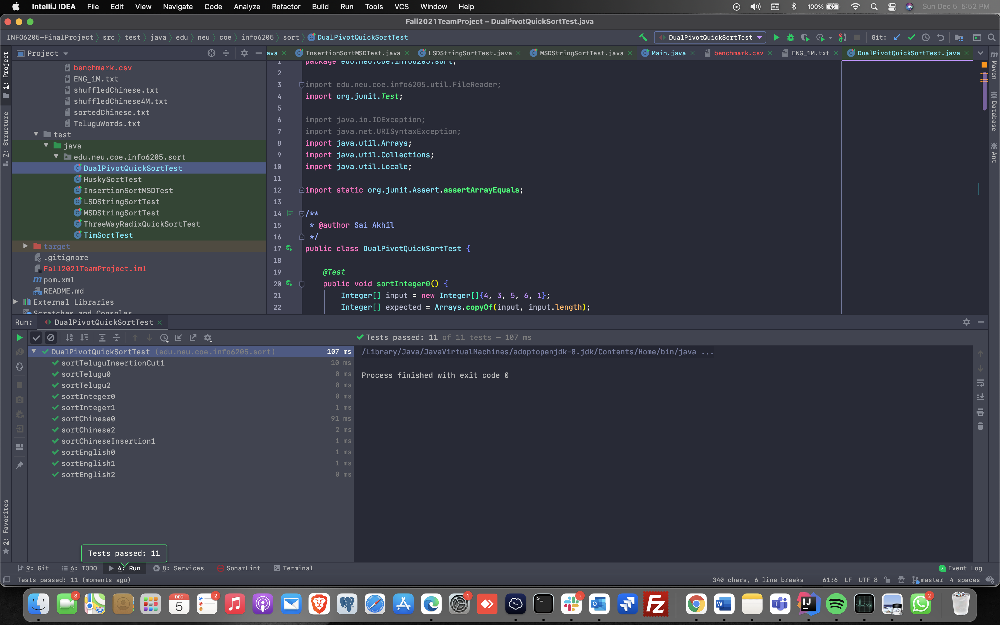 IntelliJ IDEA File Edit View Navigate Code Analyze Refactor Build Run Tools VCS Window Help 100% Sun Dec 5 5:52 PM
Fall2021TeamProject – DualPivotQuickSortTest.java
INFO6205-FinalProject src test java edu neu coe info6205 sort DualPivotQuickSortTest DualPivotQuickSortTest Git:
Project ava InsertionSortMSDTest.java LSDStringSortTest.java MSDStringSortTest.java Main.java benchmark.csv ENG_1M.txt DualPivotQuickSortTest.java
1: Project
Z: Structure
2: Favorites
Maven
Database
Ant
benchmark.csv
ENG_1M.txt
shuffledChinese.txt
shuffledChinese4M.txt
sortedChinese.txt
TeluguWords.txt
test
java
edu.neu.coe.info6205.sort
DualPivotQuickSortTest
HuskySortTest
InsertionSortMSDTest
LSDStringSortTest
MSDStringSortTest
ThreeWayRadixQuickSortTest
TimSortTest
target
.gitignore
Fall2021TeamProject.iml
pom.xml
README.md
External Libraries
Scratches and Consoles
1 package edu.neu.coe.info6205.sort;
2
3 import edu.neu.coe.info6205.util.FileReader;
4 import org.junit.Test;
5
6 import java.io.IOException;
7 import java.net.URISyntaxException;
8 import java.util.Arrays;
9 import java.util.Collections;
10 import java.util.Locale;
11
12 import static org.junit.Assert.assertArrayEquals;
13
14 /**
15 * @author Sai Akhil
16 */
17 public class DualPivotQuickSortTest {
18
19 @Test
20 public void sortInteger0() {
21 Integer[] input = new Integer[]{4, 3, 5, 6, 1};
22 Integer[] expected = Arrays.copyOf(input, input.length);
Run: DualPivotQuickSortTest
Tests passed: 11 of 11 tests – 107 ms
DualPivotQuickSortTest (edu.neu.coe.info6205.sort) 107 ms
sortTeluguInsertionCut1 10 ms
sortTelugu0 0 ms
sortTelugu2 0 ms
sortInteger0 0 ms
sortInteger1 1 ms
sortChinese0 91 ms
sortChinese2 2 ms
sortChineseInsertion1 1 ms
sortEnglish0 1 ms
sortEnglish1 1 ms
sortEnglish2 0 ms
/Library/Java/JavaVirtualMachines/adoptopenjdk-8.jdk/Contents/Home/bin/java ...
Process finished with exit code 0
Tests passed: 11
9: Git 6: TODO 4: Run 8: Services SonarLint Terminal 7 Event Log
Tests passed: 11 (moments ago) 340 chars, 6 line breaks 61:6 LF UTF-8 master 4 spaces
8 280 DEC 5 2 1 >_ O Fz W T IJ 2